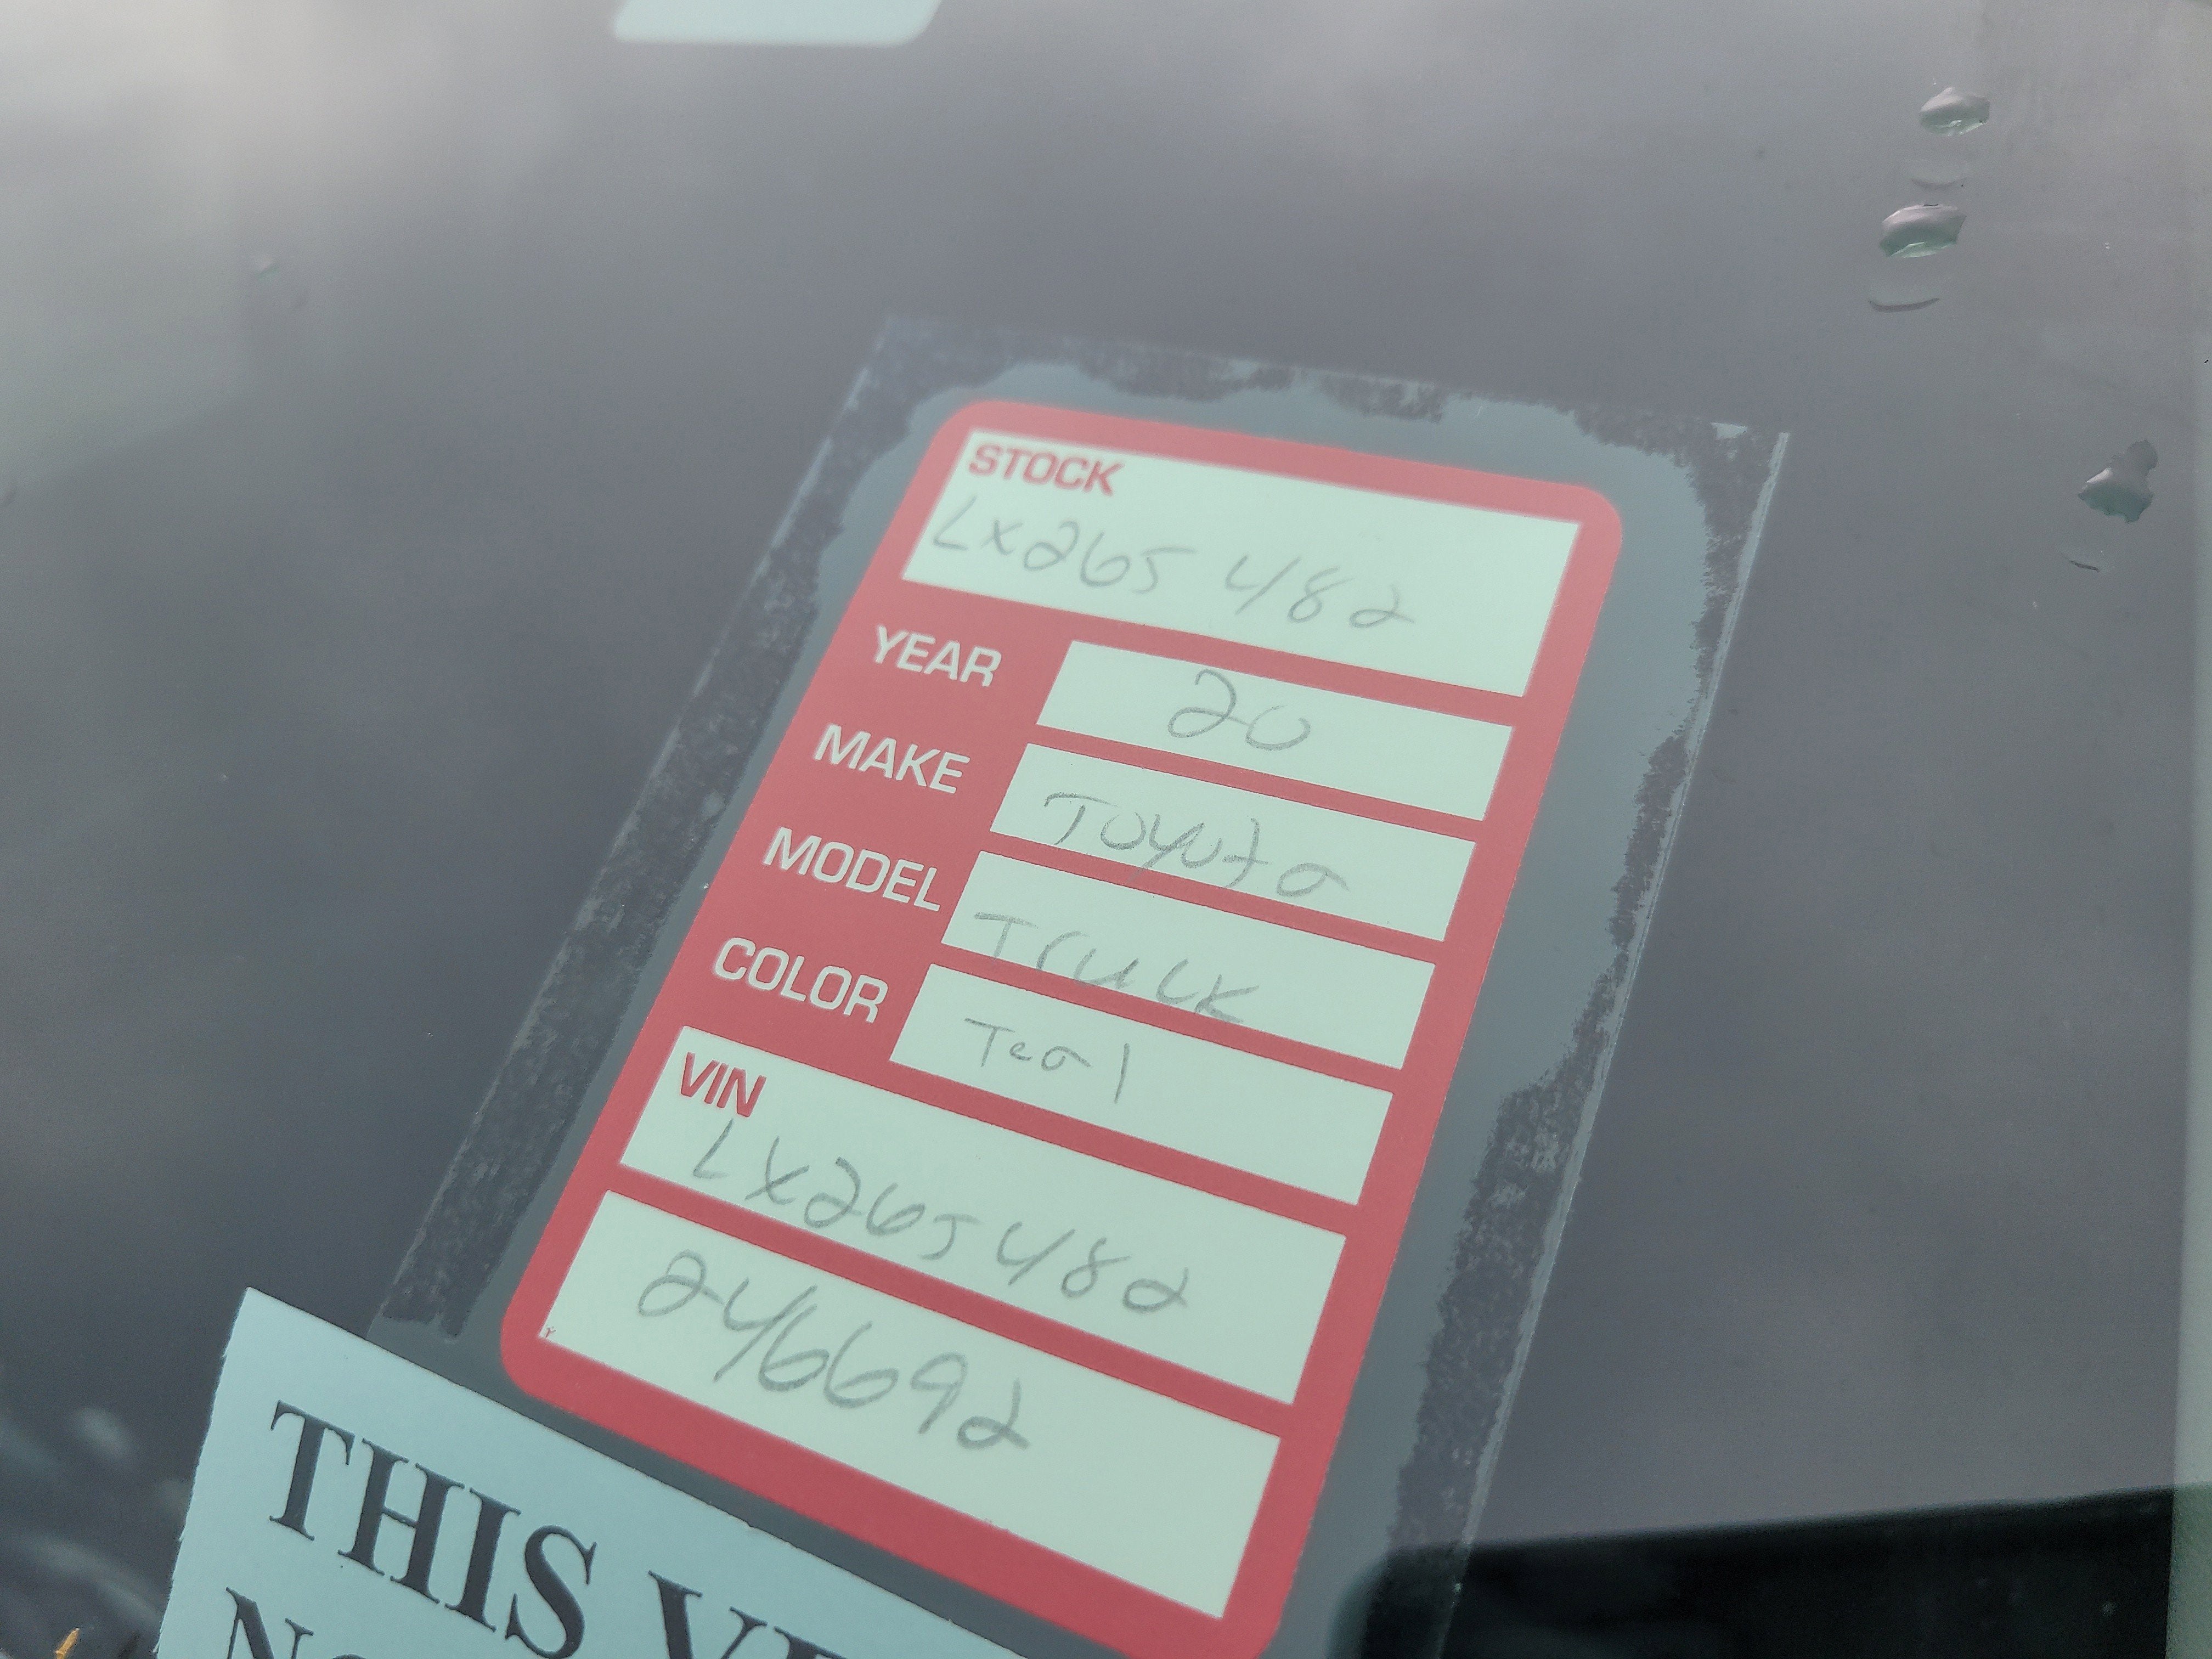 STOCK
Lx265482
YEAR 20
MAKE Toyota
MODEL Truck
COLOR Teal
VIN
LX265482
246692
THIS